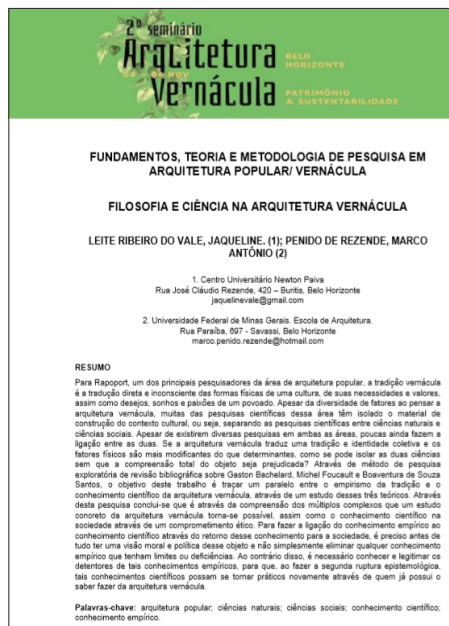 2º seminário
Arquitetura
Vernácula
BELO
HORIZONTE
04 - 06 NOV
PATRIMÔNIO
& SUSTENTABILIDADE
FUNDAMENTOS, TEORIA E METODOLOGIA DE PESQUISA EM
ARQUITETURA POPULAR/ VERNÁCULA
FILOSOFIA E CIÊNCIA NA ARQUITETURA VERNÁCULA
LEITE RIBEIRO DO VALE, JAQUELINE. (1); PENIDO DE REZENDE, MARCO
ANTÔNIO (2)
1. Centro Universitário Newton Paiva
Rua José Cláudio Rezende, 420 – Buritis, Belo Horizonte
jaquelinevale@gmail.com
2. Universidade Federal de Minas Gerais. Escola de Arquitetura.
Rua Paraíba, 697 - Savassi, Belo Horizonte
marco.penido.rezende@hotmail.com
RESUMO
Para Rapoport, um dos principais pesquisadores da área de arquitetura popular, a tradição vernácula
é a tradução direta e inconsciente das formas físicas de uma cultura, de suas necessidades e valores,
assim como desejos, sonhos e paixões de um povoado. Apesar da diversidade de fatores ao pensar a
arquitetura vernácula, muitas das pesquisas científicas dessa área têm isolado o material de
construção do contexto cultural, ou seja, separando as pesquisas científicas entre ciências naturais e
ciências sociais. Apesar de existirem diversas pesquisas em ambas as áreas, poucas ainda fazem a
ligação entre as duas. Se a arquitetura vernácula traduz uma tradição e identidade coletiva e os
fatores físicos são mais modificantes do que determinantes, como se pode isolar as duas ciências
sem que a compreensão total do objeto seja prejudicada? Através de método de pesquisa
exploratória de revisão bibliográfica sobre Gaston Bachelard, Michel Foucault e Boaventura de Souza
Santos, o objetivo deste trabalho é traçar um paralelo entre o empirismo da tradição e o
conhecimento científico da arquitetura vernácula, através de um estudo desses três teóricos. Através
desta pesquisa conclui-se que é através da compreensão dos múltiplos complexos que um estudo
concreto da arquitetura vernácula torna-se possível, assim como o conhecimento científico na
sociedade através de um comprometimento ético. Para fazer a ligação do conhecimento empírico ao
conhecimento científico através do retorno desse conhecimento para a sociedade, é preciso antes de
tudo ter uma visão moral e política desse objeto e não simplesmente eliminar qualquer conhecimento
empírico que tenham limites ou deficiências. Ao contrário disso, é necessário conhecer e legitimar os
detentores de tais conhecimentos empíricos, para que, ao fazer a segunda ruptura epistemológica,
tais conhecimentos científicos possam se tornar práticos novamente através de quem já possui o
saber fazer da arquitetura vernácula.
Palavras-chave: arquitetura popular; ciências naturais; ciências sociais; conhecimento científico;
conhecimento empírico.